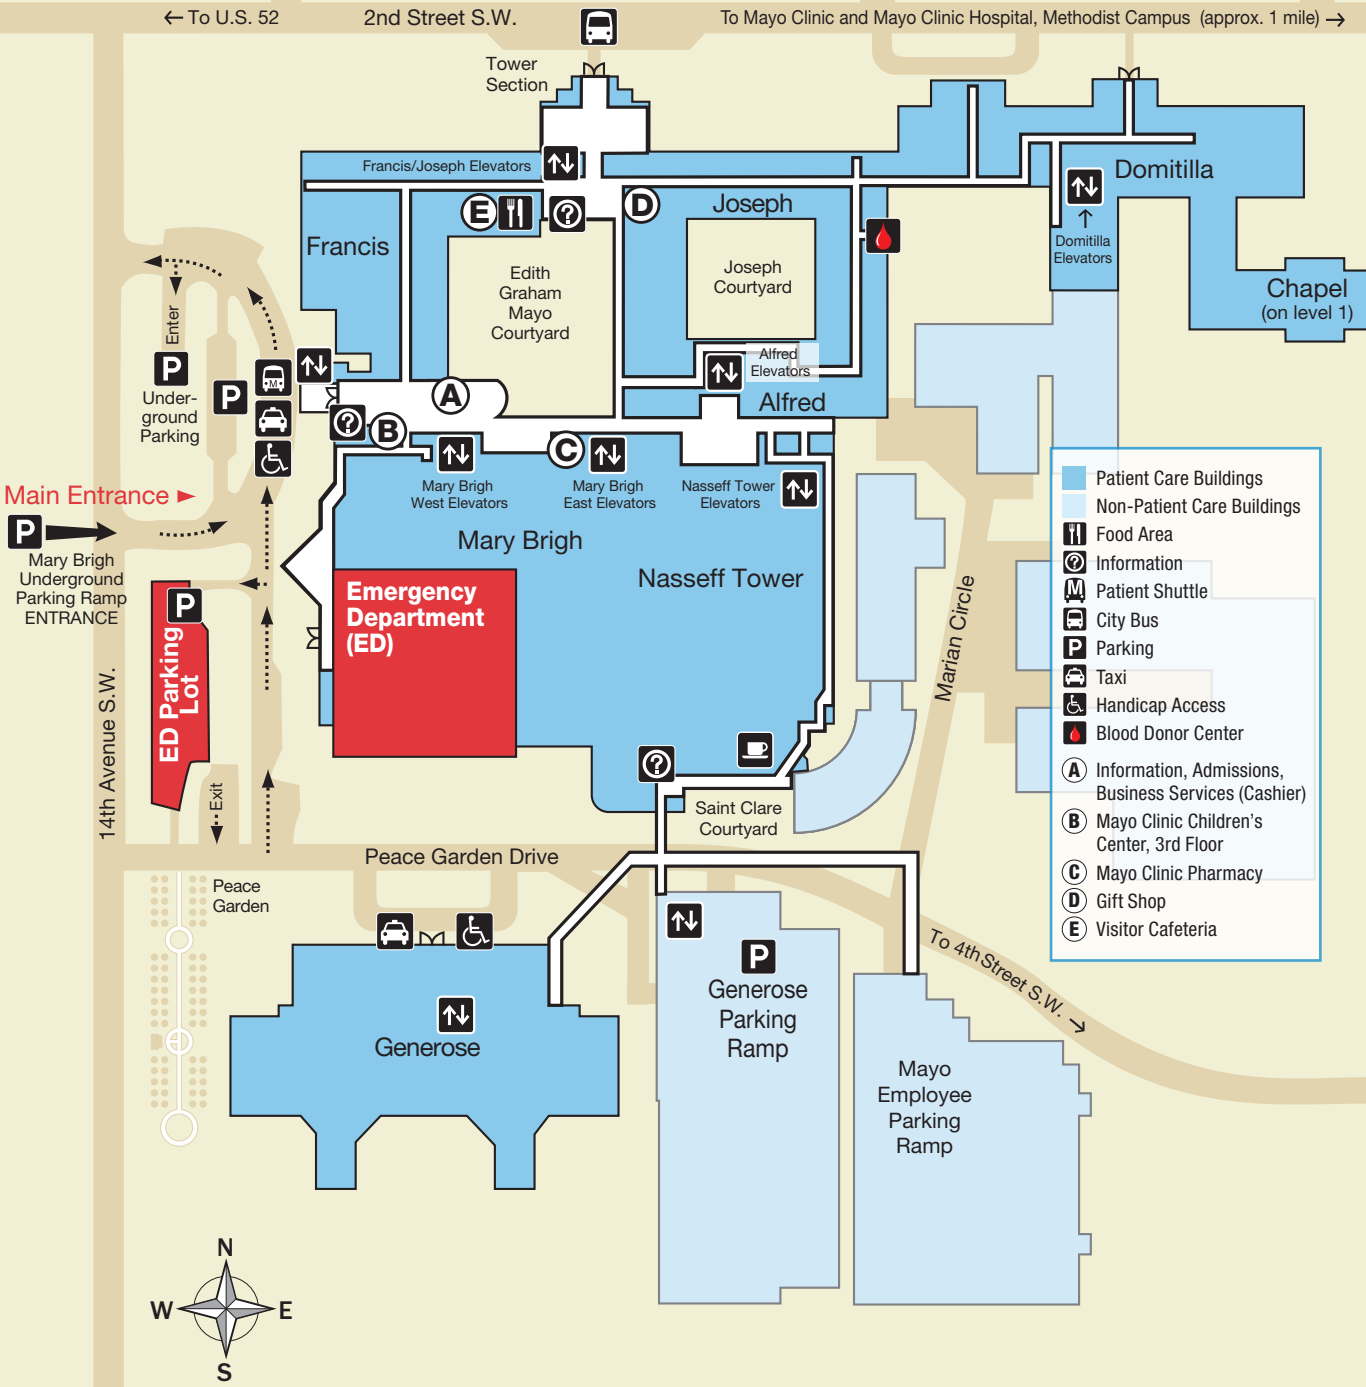 ← To U.S. 52
2nd Street S.W.
To Mayo Clinic and Mayo Clinic Hospital, Methodist Campus (approx. 1 mile) →
Tower
Section
Francis/Joseph Elevators
Domitilla
E
D
Joseph
Francis
Domitilla
Elevators
Edith
Graham
Mayo
Courtyard
Joseph
Courtyard
Chapel
(on level 1)
Enter
P
Under-
ground
Parking
P
M
Alfred
Elevators
A
Alfred
B
C
Mary Brigh
West Elevators
Mary Brigh
East Elevators
Nasseff Tower
Elevators
Main Entrance
P
Mary Brigh
Underground
Parking Ramp
ENTRANCE
Mary Brigh
Nasseff Tower
Emergency
Department
(ED)
P
ED Parking
Lot
14th Avenue S.W.
Exit
Marian Circle
Patient Care Buildings
Non-Patient Care Buildings
Food Area
Information
M Patient Shuttle
City Bus
P Parking
Taxi
Handicap Access
Blood Donor Center
A Information, Admissions,
Business Services (Cashier)
B Mayo Clinic Children's
Center, 3rd Floor
C Mayo Clinic Pharmacy
D Gift Shop
E Visitor Cafeteria
Saint Clare
Courtyard
Peace Garden Drive
Peace
Garden
To 4th Street S.W. →
P
Generose
Parking
Ramp
Generose
Mayo
Employee
Parking
Ramp
N
W
E
S